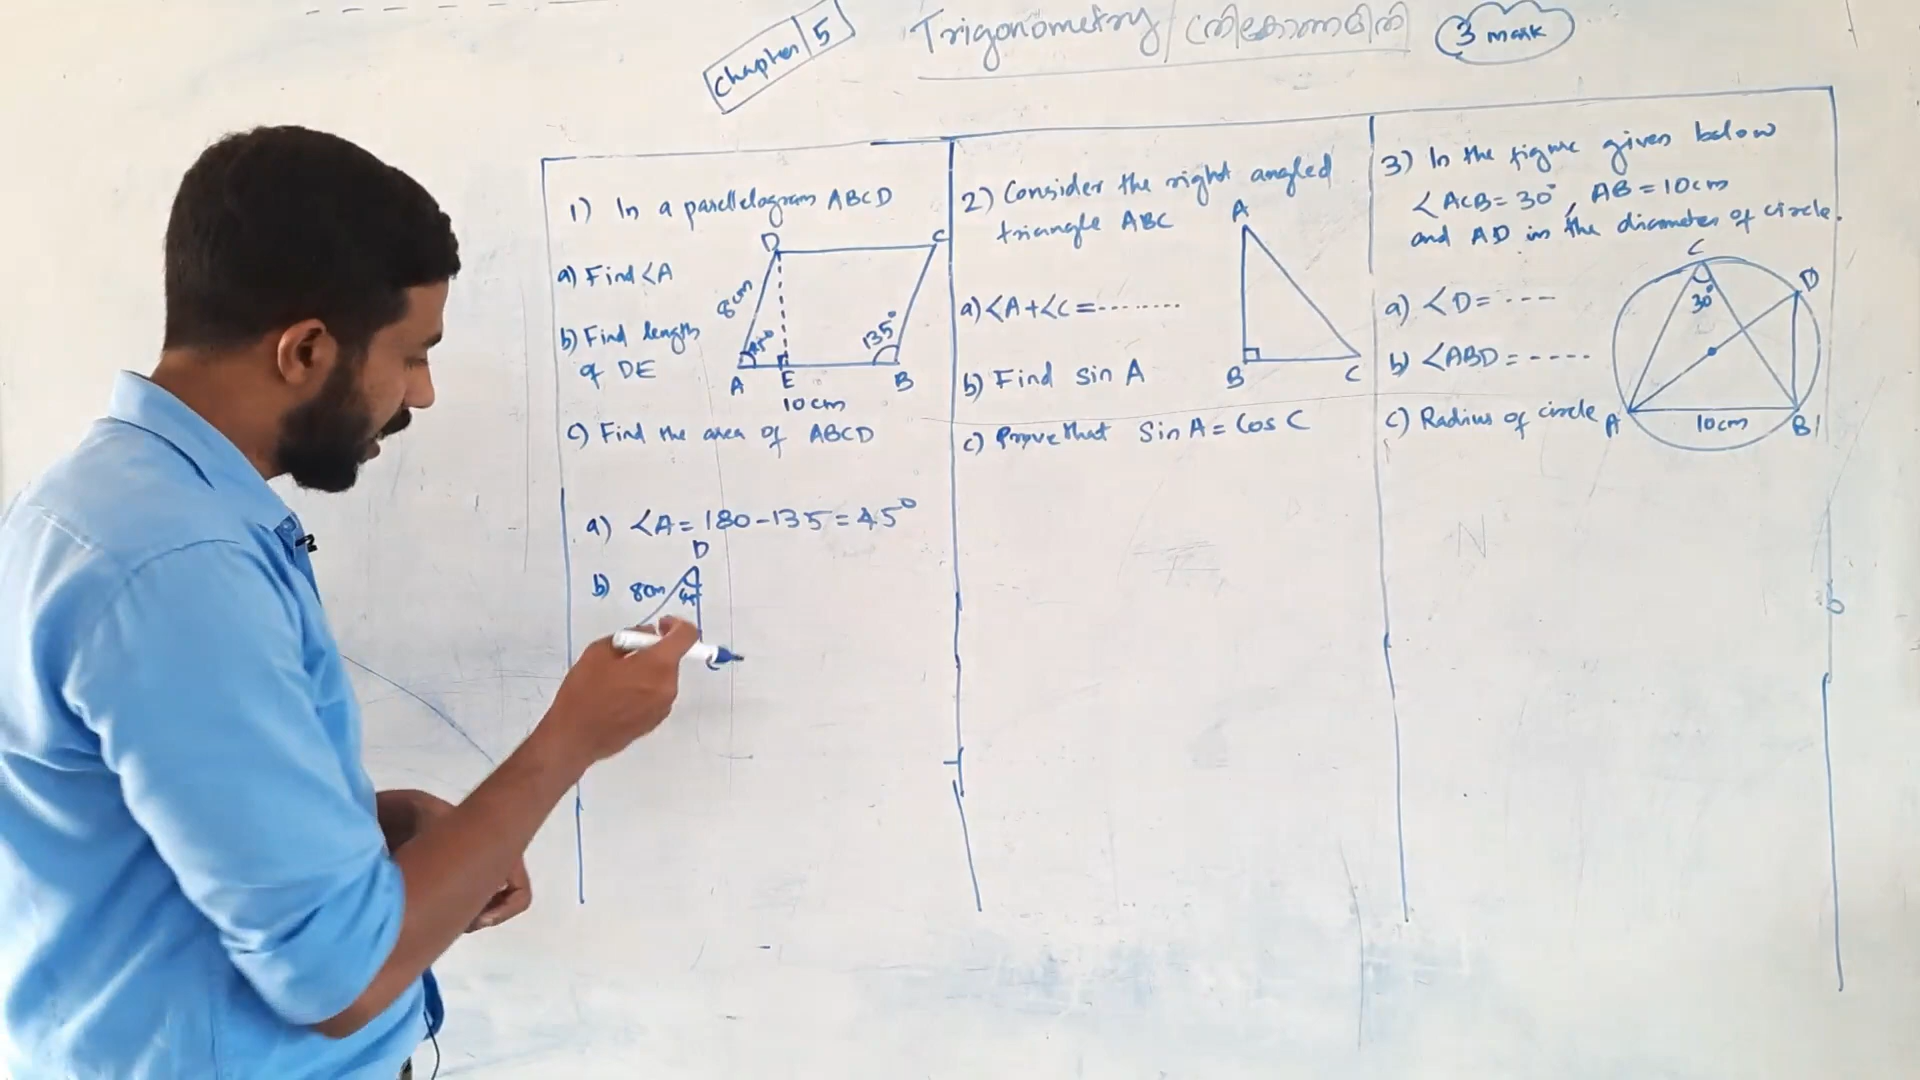 Chapter 5
Trigonometry / ത്രികോണമിതി
3 mark
1) In a parellelogram ABCD
a) Find ∠A
b) Find length
of DE
c) Find the area of ABCD
D
C
8cm
45°
135°
A
E
B
10cm
a) ∠A = 180-135 = 45°
b)
D
8cm
2) Consider the right angled
triangle ABC
a) ∠A+∠C = --------
b) Find sin A
c) Prove that Sin A = Cos C
A
B
C
3) In the figure given below
∠ACB = 30°, AB = 10cm
and AD is the diameter of circle.
a) ∠D = ----
b) ∠ABD = ----
c) Radius of circle
C
D
30°
A
B
10cm